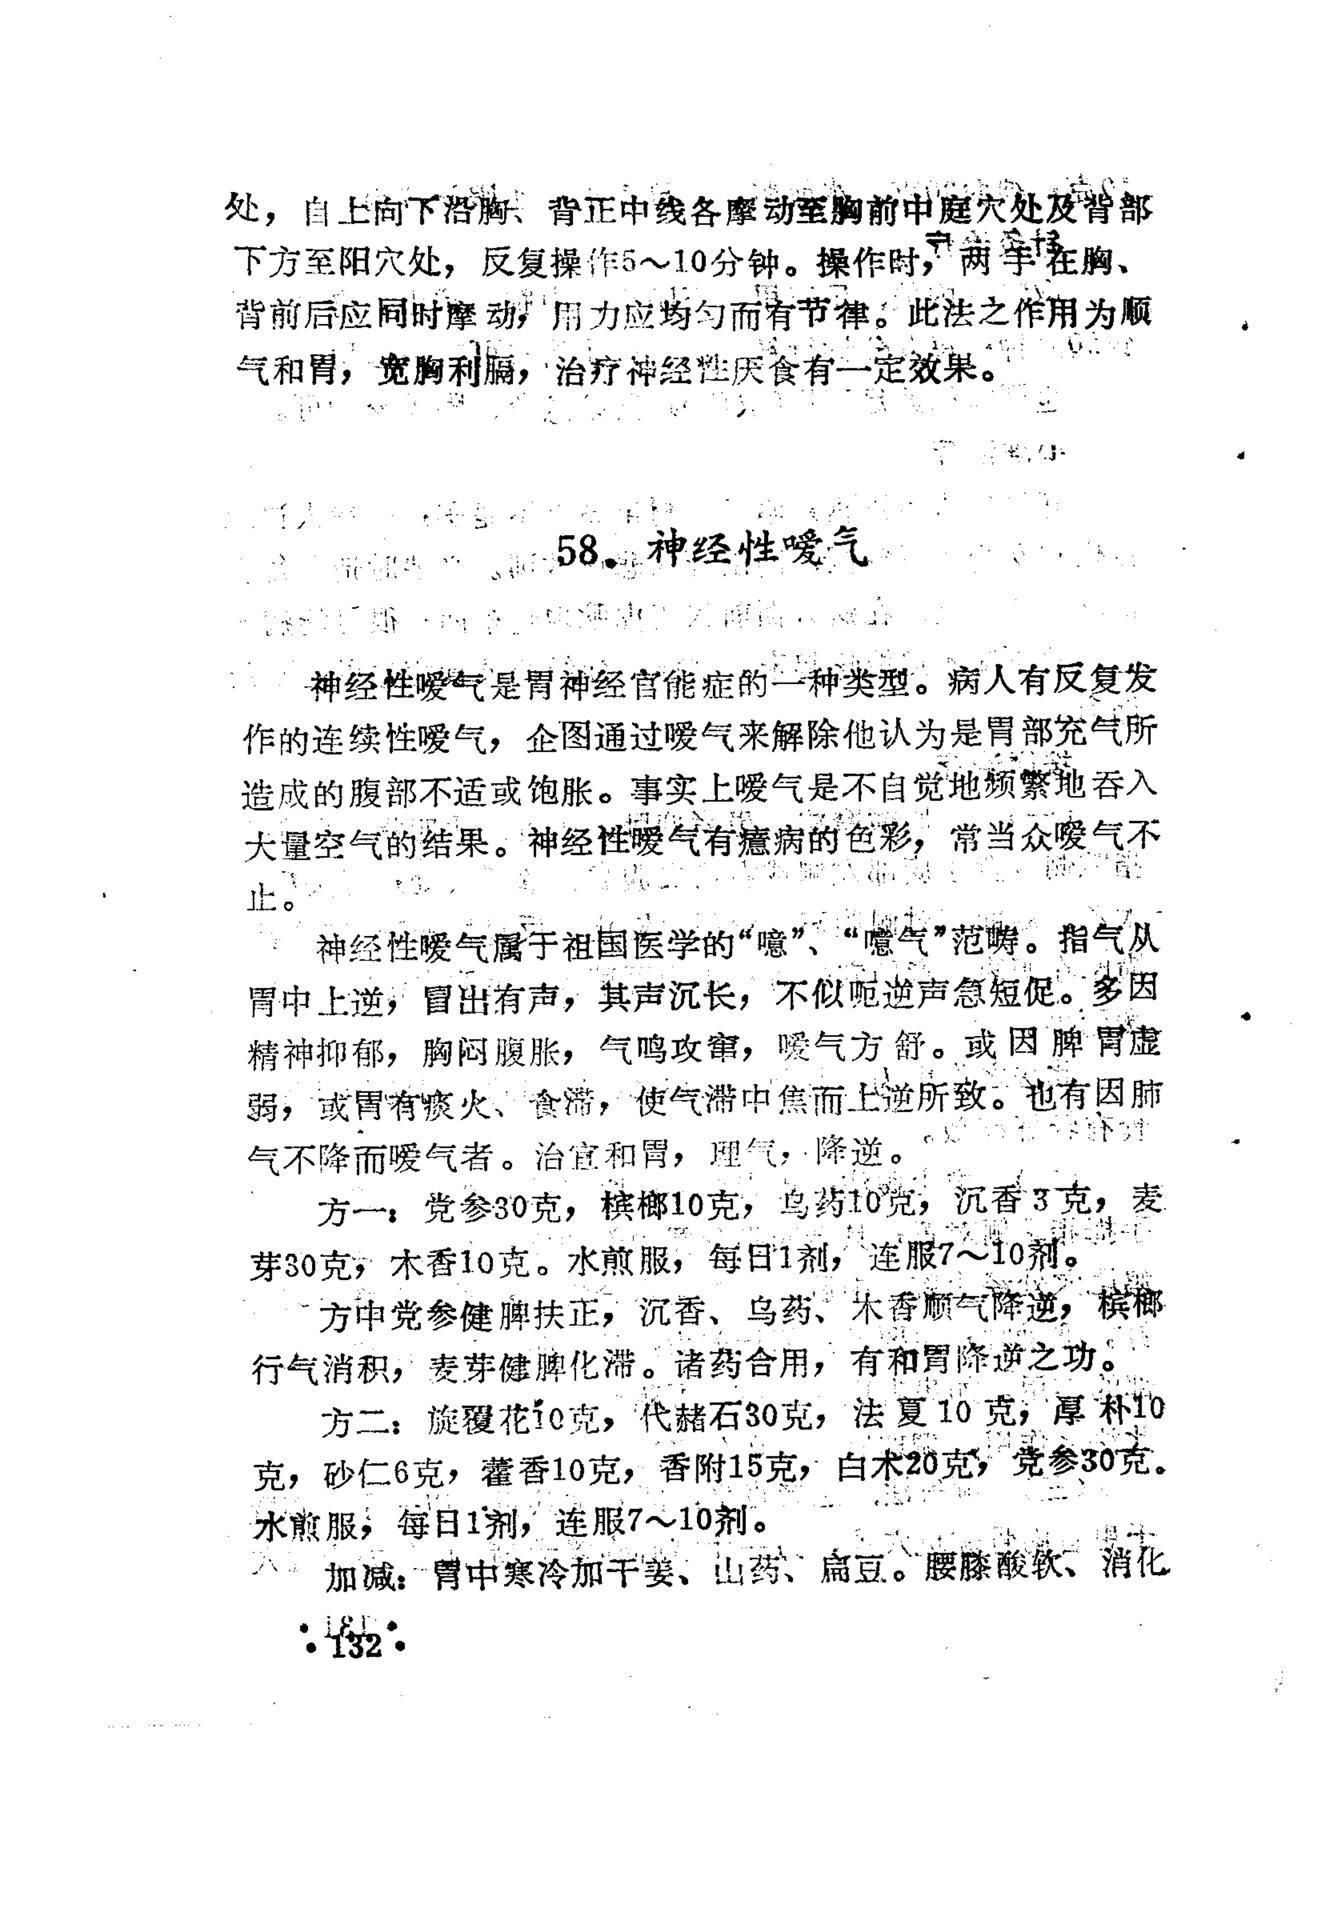 处，自上向下沿胸、背正中线各摩动至胸前中庭穴处及背部
下方至阳穴处，反复操作5～10分钟。操作时，两手在胸、
背前后应同时摩动，用力应均匀而有节律。此法之作用为顺
气和胃，宽胸利膈，治疗神经性厌食有一定效果。
58．神经性嗳气
神经性嗳气是胃神经官能症的一种类型。病人有反复发
作的连续性嗳气，企图通过嗳气来解除他认为是胃部充气所
造成的腹部不适或饱胀。事实上嗳气是不自觉地频繁地吞入
大量空气的结果。神经性嗳气有癔病的色彩，常当众嗳气不
止。
神经性嗳气属于祖国医学的“噫”、“噫气”范畴。指气从
胃中上逆，冒出有声，其声沉长，不似呃逆声急短促。多因
精神抑郁，胸闷腹胀，气鸣攻窜，嗳气方舒。或因脾胃虚
弱，或胃有痰火、食滞，使气滞中焦而上逆所致。也有因肺
气不降而嗳气者。治宜和胃，理气，降逆。
方一：党参30克，槟榔10克，乌药10克，沉香3克，麦
芽30克，木香10克。水煎服，每日1剂，连服7～10剂。
方中党参健脾扶正，沉香、乌药、木香顺气降逆，槟榔
行气消积，麦芽健脾化滞。诸药合用，有和胃降逆之功。
方二：旋覆花10克，代赭石30克，法夏10克，厚朴10
克，砂仁6克，藿香10克，香附15克，白术20克，党参30克。
水煎服，每日1剂，连服7～10剂。
加减：胃中寒冷加干姜、山药、扁豆。腰膝酸软、消化
•132•